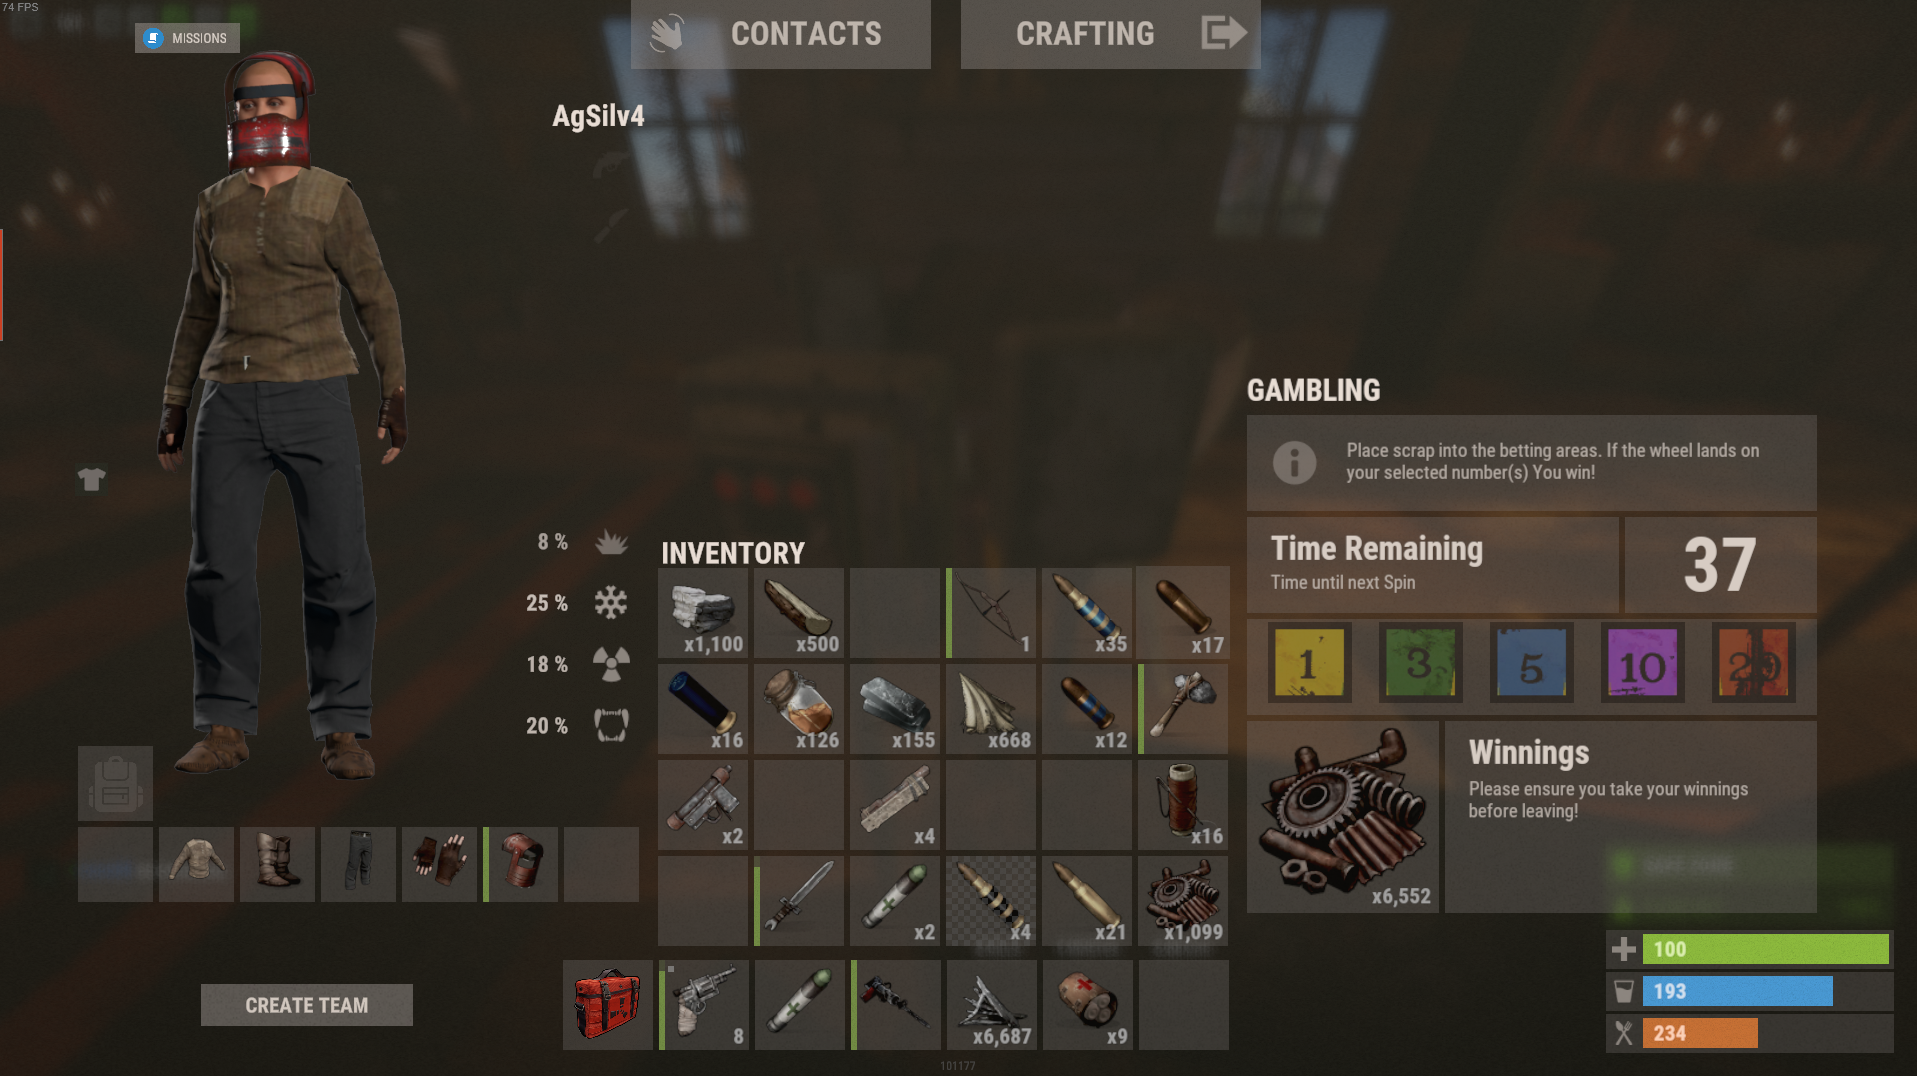 74 FPS
MISSIONS
CONTACTS
CRAFTING
AgSilv4
GAMBLING
Place scrap into the betting areas. If the wheel lands on
your selected number(s) You win!
Time Remaining
Time until next Spin
37
1
3
5
10
20
Winnings
Please ensure you take your winnings
before leaving!
x6,552
8 %
25 %
18 %
20 %
INVENTORY
x1,100
x500
1
x35
x17
x16
x126
x155
x668
x12
x2
x4
x16
x2
x4
x21
x1,099
8
x6,687
x9
CREATE TEAM
SAFE ZONE
100
193
234
101177